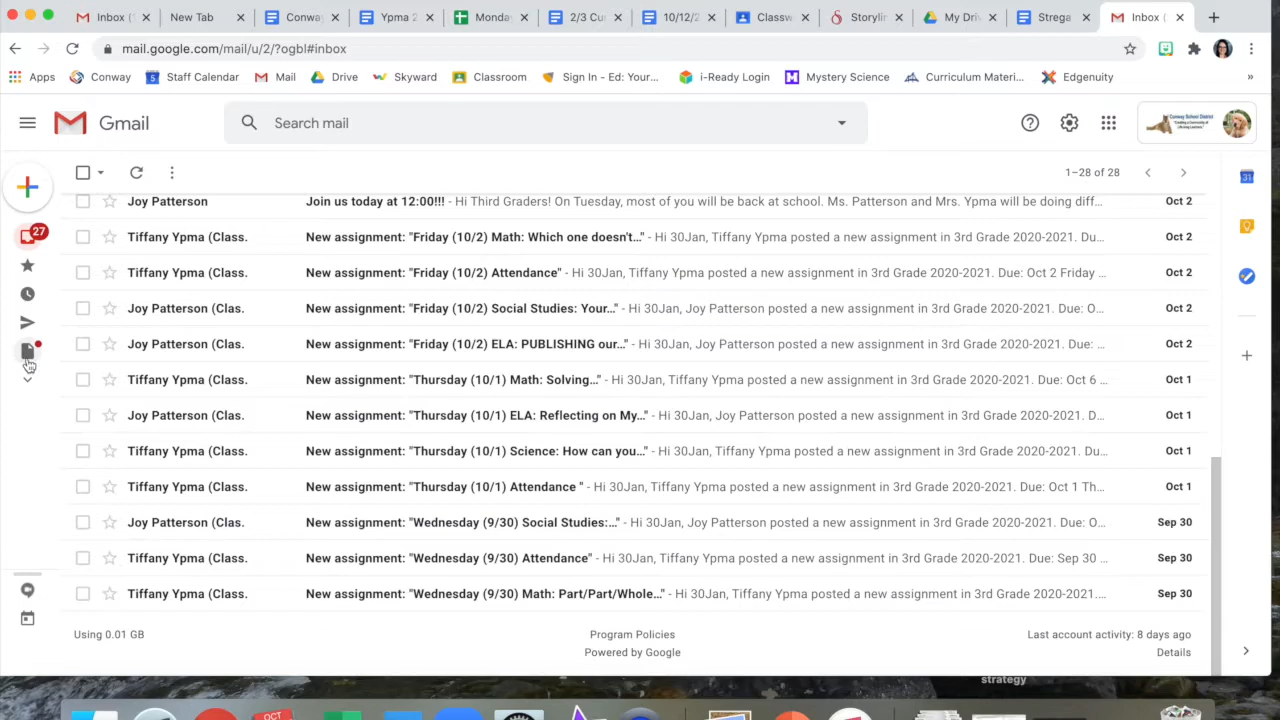 Inbox (
New Tab
Conway
Ypma 2
Monda
2/3 Cu
10/12/2
Classw
Storylin
My Driv
Strega
Inbox (
mail.google.com/mail/u/2/?ogbl#inbox
Apps
Conway
5
Staff Calendar
Mail
Drive
Skyward
Classroom
Sign In - Ed: Your...
i-Ready Login
Mystery Science
Curriculum Materi...
Edgenuity
»
Gmail
Search mail
Conway School District
1–28 of 28
27
31
Joy Patterson Join us today at 12:00!!! - Hi Third Graders! On Tuesday, most of you will be back at school. Ms. Patterson and Mrs. Ypma will be doing diff... Oct 2
Tiffany Ypma (Class. New assignment: "Friday (10/2) Math: Which one doesn't..." - Hi 30Jan, Tiffany Ypma posted a new assignment in 3rd Grade 2020-2021. Du... Oct 2
Tiffany Ypma (Class. New assignment: "Friday (10/2) Attendance" - Hi 30Jan, Tiffany Ypma posted a new assignment in 3rd Grade 2020-2021. Due: Oct 2 Friday ... Oct 2
Joy Patterson (Clas. New assignment: "Friday (10/2) Social Studies: Your..." - Hi 30Jan, Joy Patterson posted a new assignment in 3rd Grade 2020-2021. Due: O... Oct 2
Joy Patterson (Clas. New assignment: "Friday (10/2) ELA: PUBLISHING our..." - Hi 30Jan, Joy Patterson posted a new assignment in 3rd Grade 2020-2021. Due: ... Oct 2
Tiffany Ypma (Class. New assignment: "Thursday (10/1) Math: Solving..." - Hi 30Jan, Tiffany Ypma posted a new assignment in 3rd Grade 2020-2021. Due: Oct 6 ... Oct 1
Joy Patterson (Clas. New assignment: "Thursday (10/1) ELA: Reflecting on My..." - Hi 30Jan, Joy Patterson posted a new assignment in 3rd Grade 2020-2021. D... Oct 1
Tiffany Ypma (Class. New assignment: "Thursday (10/1) Science: How can you..." - Hi 30Jan, Tiffany Ypma posted a new assignment in 3rd Grade 2020-2021. D... Oct 1
Tiffany Ypma (Class. New assignment: "Thursday (10/1) Attendance " - Hi 30Jan, Tiffany Ypma posted a new assignment in 3rd Grade 2020-2021. Due: Oct 1 Th... Oct 1
Joy Patterson (Clas. New assignment: "Wednesday (9/30) Social Studies:..." - Hi 30Jan, Joy Patterson posted a new assignment in 3rd Grade 2020-2021. Due: O... Sep 30
Tiffany Ypma (Class. New assignment: "Wednesday (9/30) Attendance" - Hi 30Jan, Tiffany Ypma posted a new assignment in 3rd Grade 2020-2021. Due: Sep 30 ... Sep 30
Tiffany Ypma (Class. New assignment: "Wednesday (9/30) Math: Part/Part/Whole..." - Hi 30Jan, Tiffany Ypma posted a new assignment in 3rd Grade 2020-2021.... Sep 30
Using 0.01 GB
Program Policies
Powered by Google
Last account activity: 8 days ago
Details
strategy
OCT